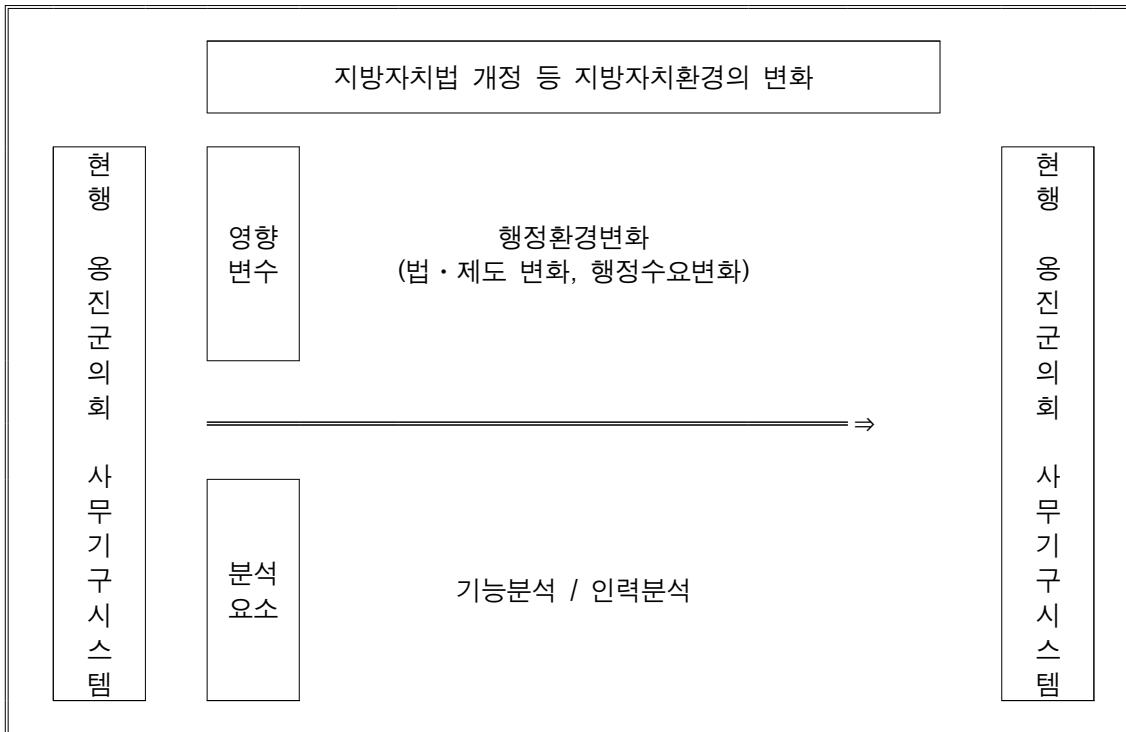 지방자치법 개정 등 지방자치환경의 변화
현
행
옹
진
군
의
회
사
무
기
구
시
스
템
영향
변수
행정환경변화
(법・제도 변화, 행정수요변화)
⇒
분석
요소
기능분석 / 인력분석
현
행
옹
진
군
의
회
사
무
기
구
시
스
템